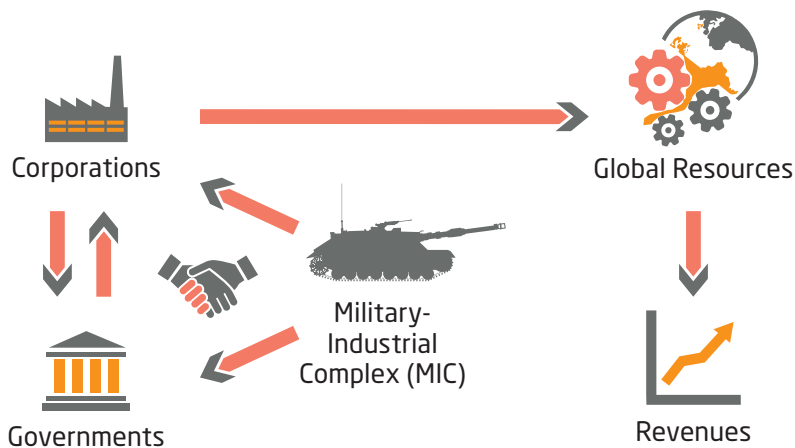 Corporations
Global Resources
Military-
Industrial
Complex (MIC)
Governments
Revenues